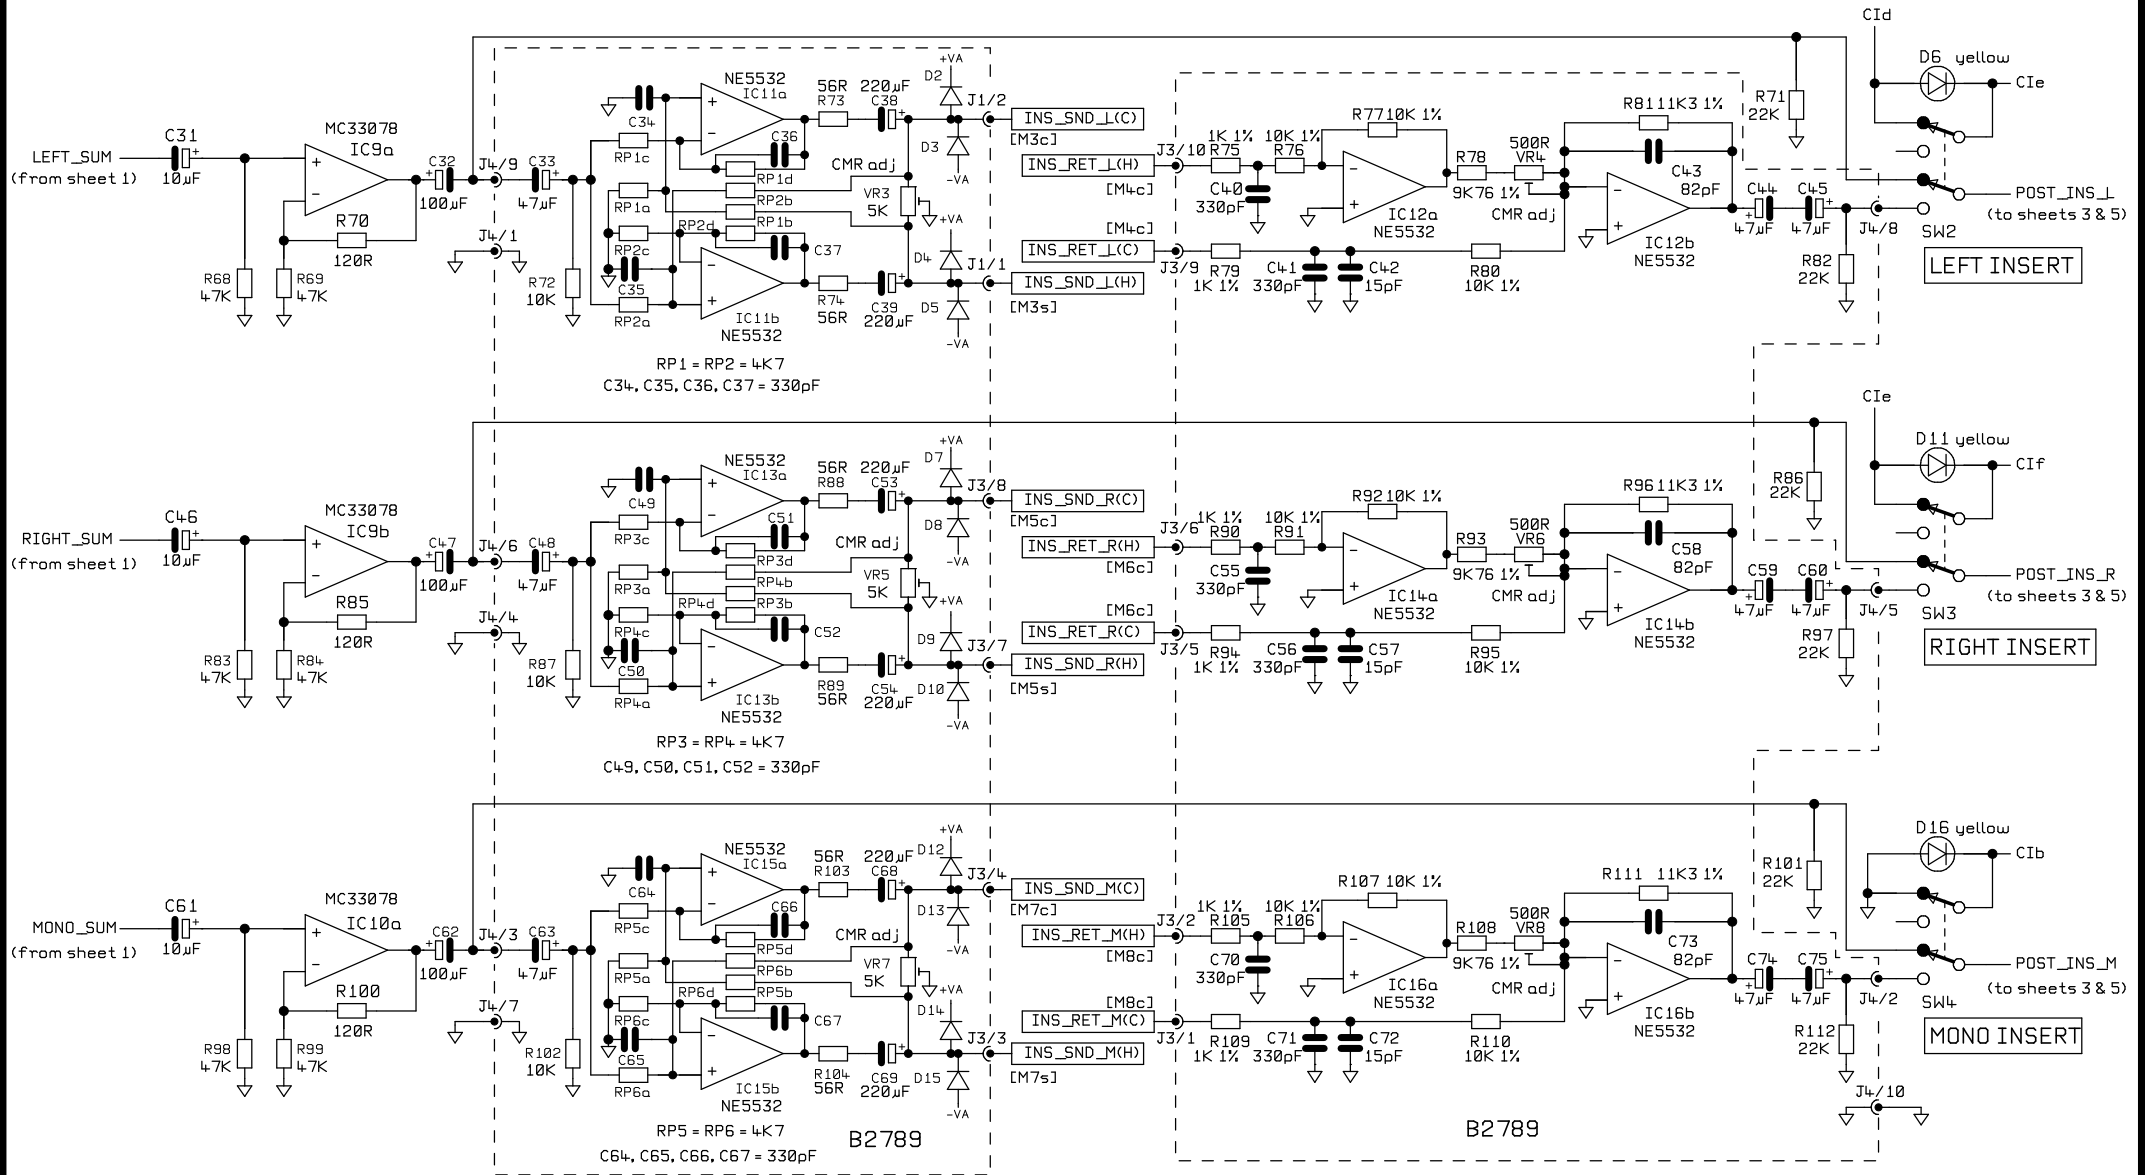 CId
D6 yellow
CIe
LEFT_SUM
(from sheet 1)
C31
10µF
R68
47K
MC33078
IC9a
R70
120R
R69
47K
C32
100µF
J4/9
C33
47µF
J4/1
R72
10K
C34
RP1c
RP1a
RP2c
C35
RP2a
NE5532
IC11a
C36
RP1d
RP2b
RP2d
RP1b
C37
IC11b
NE5532
56R
R73
220µF
C38
CMR adj
VR3
5K
R74
56R
C39
220µF
+VA
D2
D3
-VA
+VA
D4
D5
-VA
J1/2
J1/1
INS_SND_L(C)
[M3c]
INS_RET_L(H)
[M4c]
[M4c]
INS_RET_L(C)
INS_SND_L(H)
[M3s]
J3/10
J3/9
1K 1%
R75
10K 1%
R76
C40
330pF
R77 10K 1%
IC12a
NE5532
R78
9K76 1%
500R
VR4
CMR adj
R79
1K 1%
C41
330pF
C42
15pF
R80
10K 1%
R81 11K3 1%
C43
82pF
IC12b
NE5532
R71
22K
C44
47µF
C45
47µF
J4/8
R82
22K
POST_INS_L
(to sheets 3 & 5)
SW2
LEFT INSERT
RP1 = RP2 = 4K7
C34, C35, C36, C37 = 330pF
CIe
D11 yellow
CIf
RIGHT_SUM
(from sheet 1)
C46
10µF
R83
47K
MC33078
IC9b
R85
120R
R84
47K
C47
100µF
J4/6
C48
47µF
J4/4
R87
10K
C49
RP3c
RP3a
RP4c
C50
RP4a
NE5532
IC13a
C51
RP3d
RP4b
RP4d
RP3b
C52
IC13b
NE5532
56R
R88
220µF
C53
CMR adj
VR5
5K
R89
56R
C54
220µF
+VA
D7
D8
-VA
+VA
D9
D10
-VA
J3/8
J3/7
INS_SND_R(C)
[M5c]
INS_RET_R(H)
[M6c]
[M6c]
INS_RET_R(C)
INS_SND_R(H)
[M5s]
J3/6
J3/5
1K 1%
R90
10K 1%
R91
C55
330pF
R92 10K 1%
IC14a
NE5532
R93
9K76 1%
500R
VR6
CMR adj
R94
1K 1%
C56
330pF
C57
15pF
R95
10K 1%
R96 11K3 1%
C58
82pF
IC14b
NE5532
R86
22K
C59
47µF
C60
47µF
J4/5
R97
22K
POST_INS_R
(to sheets 3 & 5)
SW3
RIGHT INSERT
RP3 = RP4 = 4K7
C49, C50, C51, C52 = 330pF
D16 yellow
CIb
MONO_SUM
(from sheet 1)
C61
10µF
R98
47K
MC33078
IC10a
R100
120R
R99
47K
C62
100µF
J4/3
C63
47µF
J4/7
R102
10K
C64
RP5c
RP5a
RP6c
C65
RP6a
NE5532
IC15a
C66
RP5d
RP6b
RP6d
RP5b
C67
IC15b
NE5532
56R
R103
220µF
C68
CMR adj
VR7
5K
R104
56R
C69
220µF
+VA
D12
D13
-VA
+VA
D14
D15
-VA
J3/4
J3/3
INS_SND_M(C)
[M7c]
INS_RET_M(H)
[M8c]
[M8c]
INS_RET_M(C)
INS_SND_M(H)
[M7s]
J3/2
J3/1
1K 1%
R105
10K 1%
R106
C70
330pF
R107 10K 1%
IC16a
NE5532
R108
9K76 1%
500R
VR8
CMR adj
R109
1K 1%
C71
330pF
C72
15pF
R110
10K 1%
R111 11K3 1%
C73
82pF
IC16b
NE5532
R101
22K
C74
47µF
C75
47µF
J4/2
R112
22K
POST_INS_M
(to sheets 3 & 5)
SW4
MONO INSERT
J4/10
RP5 = RP6 = 4K7
B2789
B2789
C64, C65, C66, C67 = 330pF